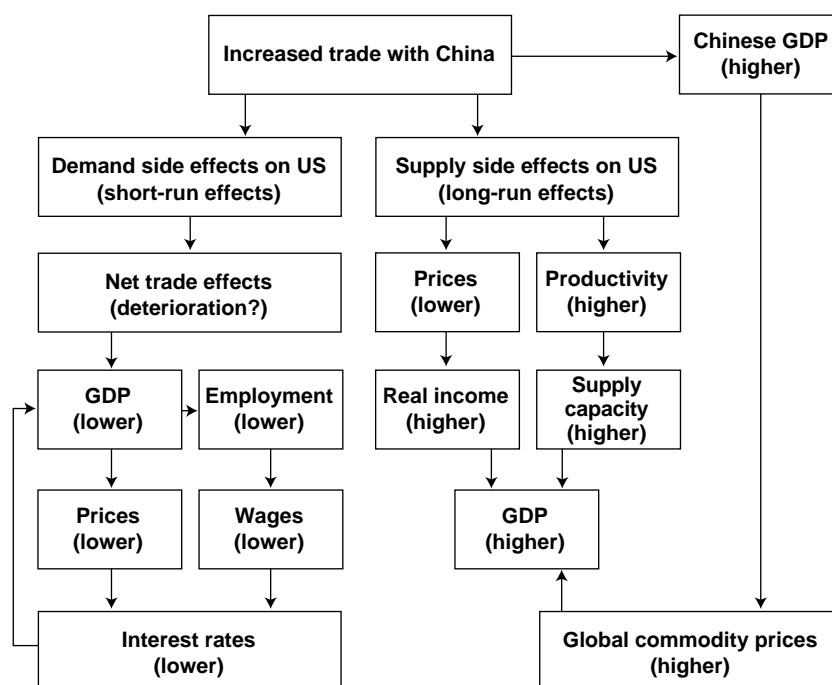 Increased trade with China
Chinese GDP
(higher)
Demand side effects on US
(short-run effects)
Supply side effects on US
(long-run effects)
Net trade effects
(deterioration?)
Prices
(lower)
Productivity
(higher)
GDP
(lower)
Employment
(lower)
Real income
(higher)
Supply
capacity
(higher)
Prices
(lower)
Wages
(lower)
GDP
(higher)
Interest rates
(lower)
Global commodity prices
(higher)